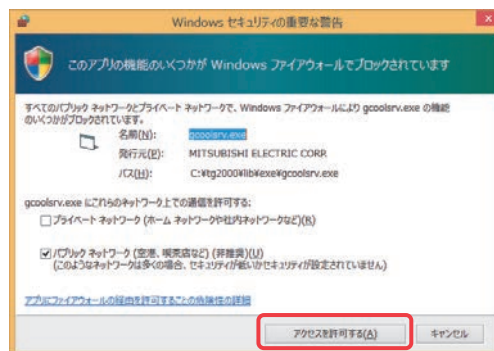 Windows セキュリティの重要な警告
このアプリの機能のいくつかが Windows ファイアウォールでブロックされています
すべてのパブリック ネットワークとプライベート ネットワークで、Windows ファイアウォールにより gcoolsrv.exe の機能
のいくつかがブロックされています。
名前(N): gcoolsrv.exe
発行元(P): MITSUBISHI ELECTRIC CORP
パス(H): C:¥tg2000¥lib¥exe¥gcoolsrv.exe
gcoolsrv.exe にこれらのネットワーク上での通信を許可する:
プライベート ネットワーク (ホーム ネットワークや社内ネットワークなど)(R)
パブリック ネットワーク (空港、喫茶店など) (非推奨)(U)
(このようなネットワークは多くの場合、セキュリティが低いかセキュリティが設定されていません)
アプリにファイアウォールの経由を許可することの危険性の詳細
アクセスを許可する(A) キャンセル